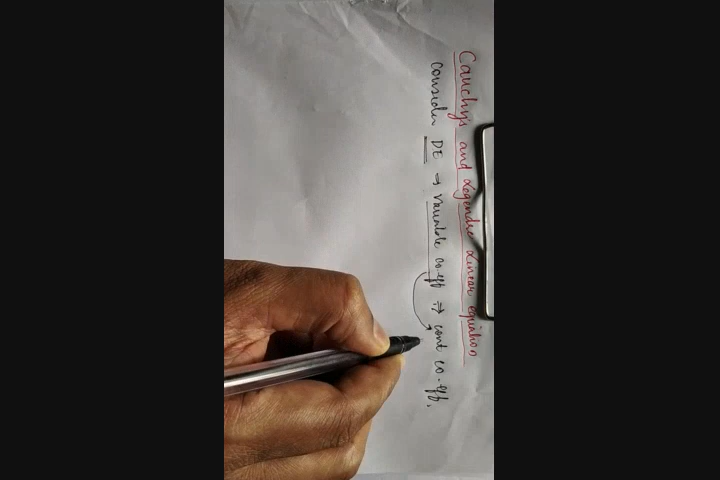 Cauchy's and Legendre Linear equation
consider DE → variable co-eff ⇒ const co-eff.